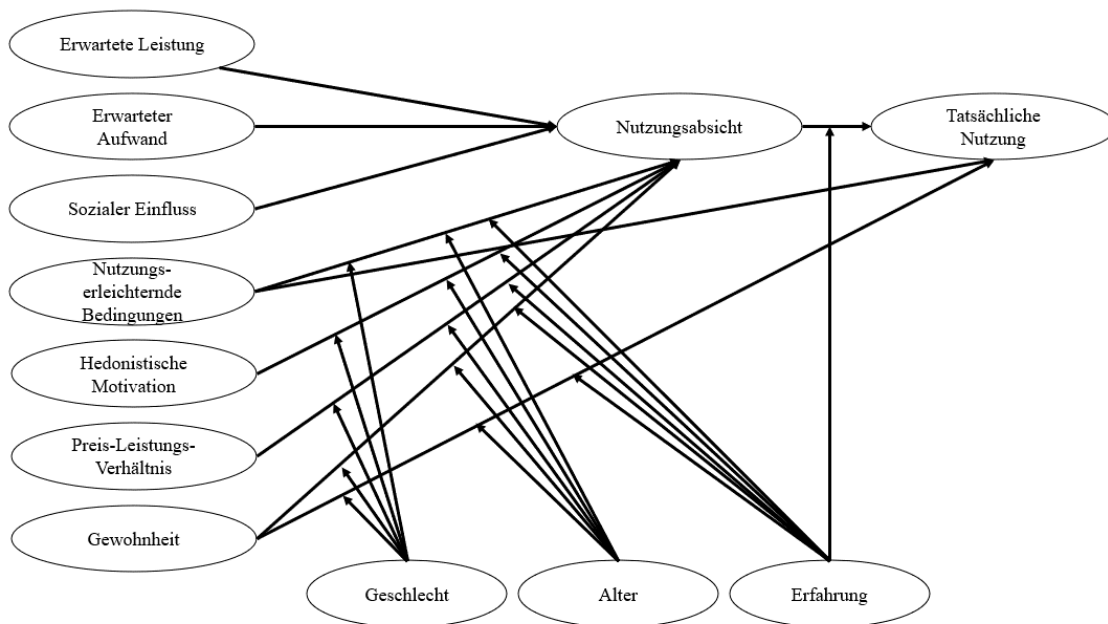 Erwartete Leistung
Erwarteter
Aufwand
Nutzungsabsicht
Tatsächliche
Nutzung
Sozialer Einfluss
Nutzungs-
erleichternde
Bedingungen
Hedonistische
Motivation
Preis-Leistungs-
Verhältnis
Gewohnheit
Geschlecht
Alter
Erfahrung